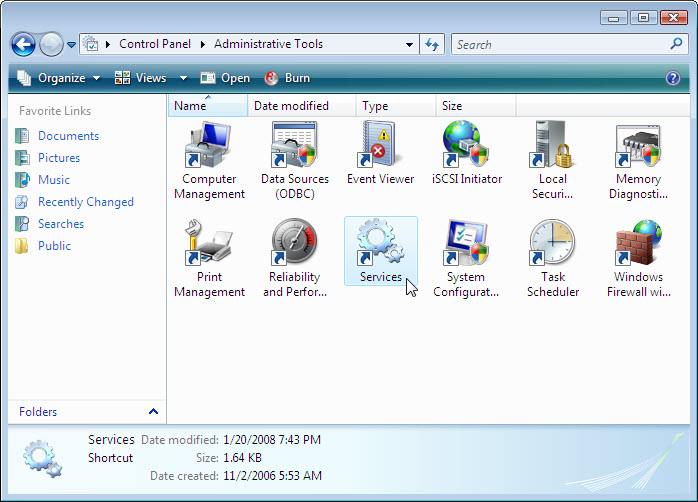 Control Panel Administrative Tools
Search
Organize Views Open Burn
Favorite Links
Documents
Pictures
Music
Recently Changed
Searches
Public
Folders
Name Date modified Type Size
Computer Management
Data Sources (ODBC)
Event Viewer
iSCSI Initiator
Local Securi...
Memory Diagnosti...
Print Management
Reliability and Perfor...
Services
System Configurat...
Task Scheduler
Windows Firewall wi...
Services Date modified: 1/20/2008 7:43 PM
Shortcut Size: 1.64 KB
Date created: 11/2/2006 5:53 AM